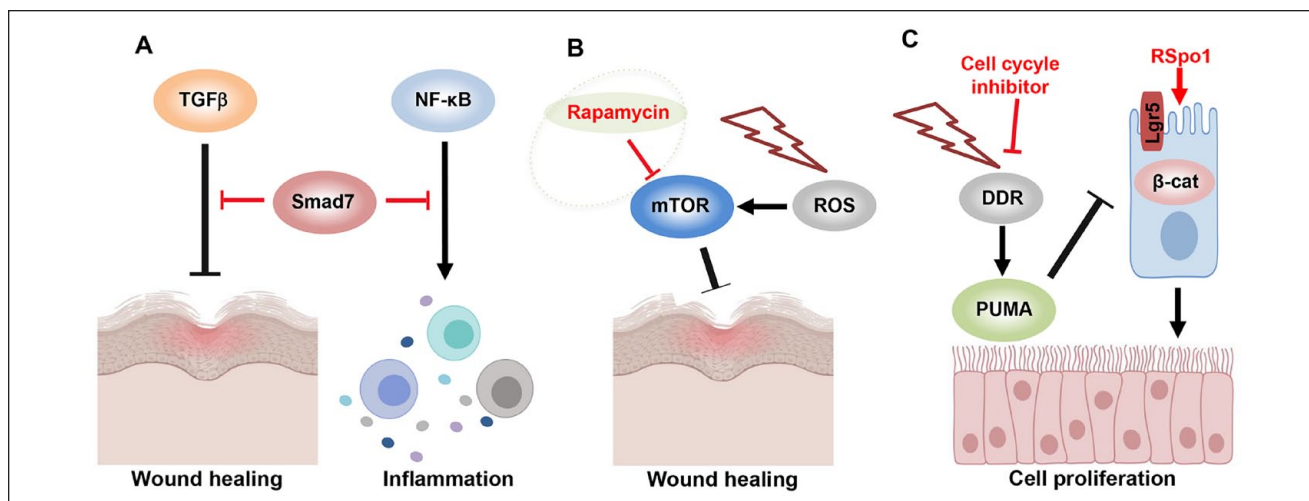 A
TGFβ
NF-κB
Smad7
Wound healing
Inflammation
B
Rapamycin
mTOR
ROS
Wound healing
C
Cell cycyle
inhibitor
RSpo1
Lgr5
β-cat
DDR
PUMA
Cell proliferation